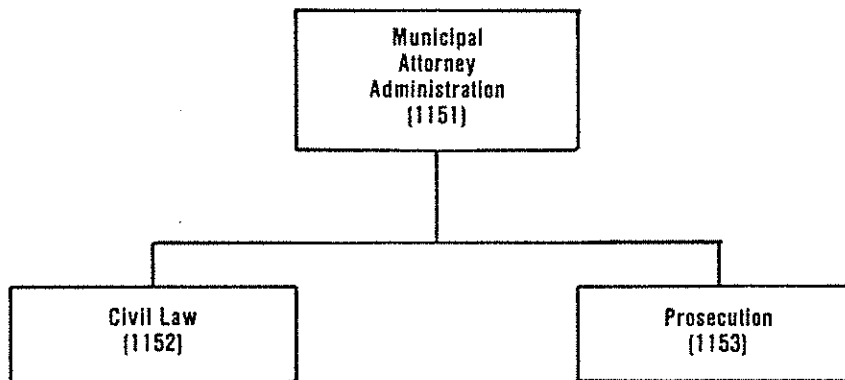 Municipal
Attorney
Administration
(1151)
Civil Law
(1152)
Prosecution
(1153)